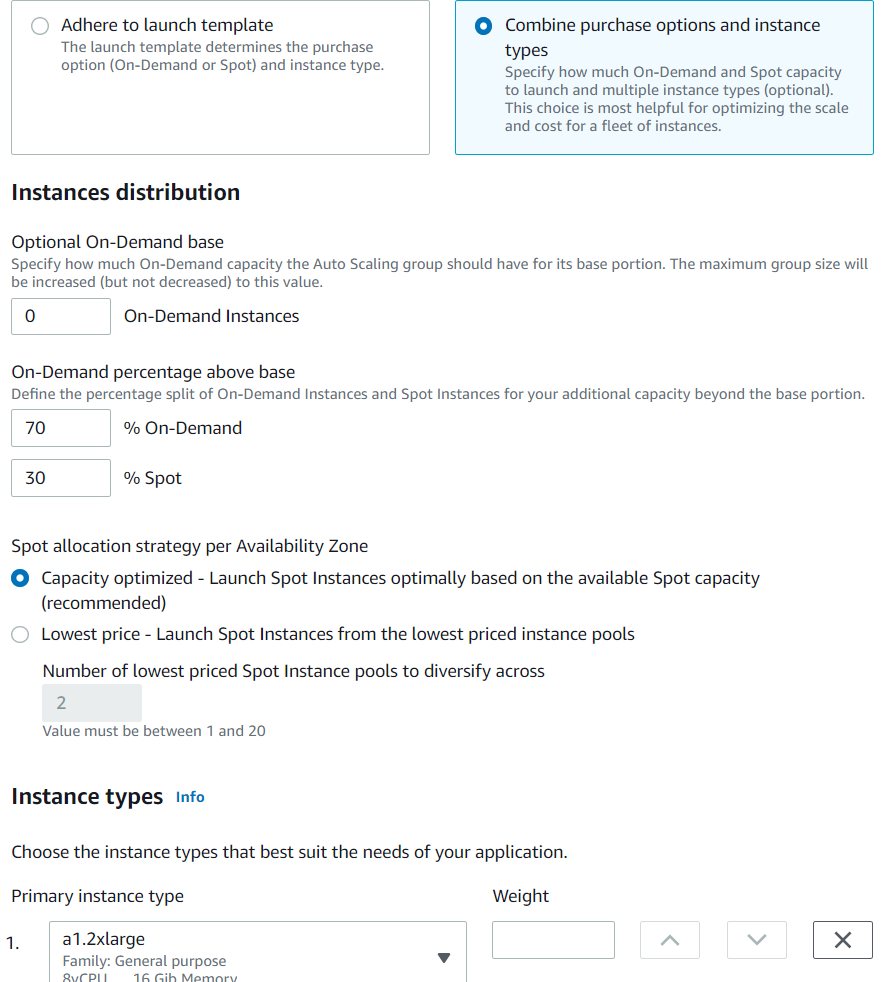 Adhere to launch template
The launch template determines the purchase
option (On-Demand or Spot) and instance type.
Combine purchase options and instance
types
Specify how much On-Demand and Spot capacity
to launch and multiple instance types (optional).
This choice is most helpful for optimizing the scale
and cost for a fleet of instances.
Instances distribution
Optional On-Demand base
Specify how much On-Demand capacity the Auto Scaling group should have for its base portion. The maximum group size will
be increased (but not decreased) to this value.
0 On-Demand Instances
On-Demand percentage above base
Define the percentage split of On-Demand Instances and Spot Instances for your additional capacity beyond the base portion.
70 % On-Demand
30 % Spot
Spot allocation strategy per Availability Zone
Capacity optimized - Launch Spot Instances optimally based on the available Spot capacity
(recommended)
Lowest price - Launch Spot Instances from the lowest priced instance pools
Number of lowest priced Spot Instance pools to diversify across
2
Value must be between 1 and 20
Instance types Info
Choose the instance types that best suit the needs of your application.
Primary instance type Weight
1. a1.2xlarge
Family: General purpose
8vCPU 16 Gib Memory